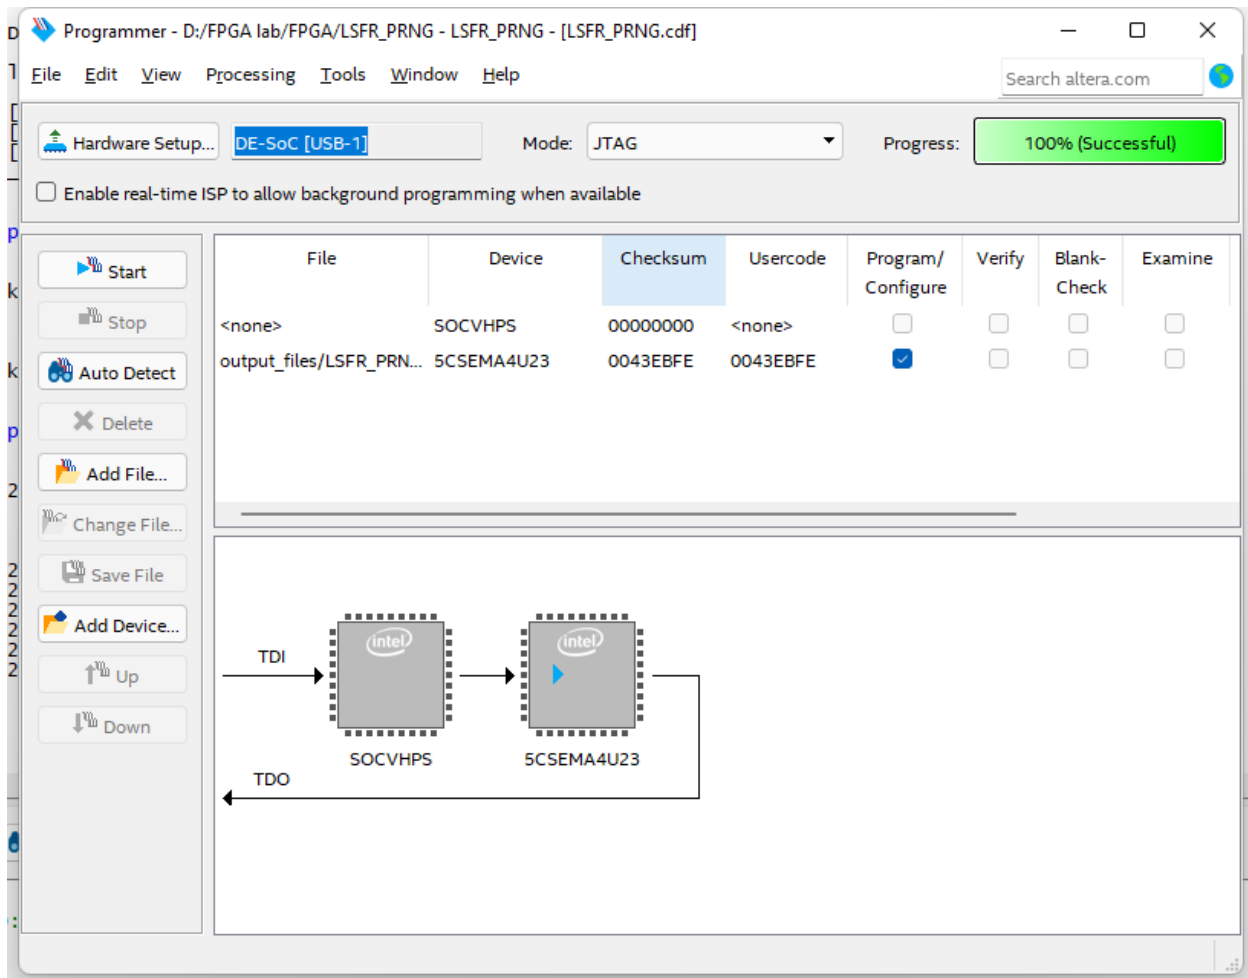 Programmer - D:/FPGA lab/FPGA/LSFR_PRNG - LSFR_PRNG - [LSFR_PRNG.cdf]
File Edit View Processing Tools Window Help
Search altera.com
Hardware Setup... DE-SoC [USB-1] Mode: JTAG Progress: 100% (Successful)
Enable real-time ISP to allow background programming when available
Start
Stop
Auto Detect
Delete
Add File...
Change File...
Save File
Add Device...
Up
Down
File Device Checksum Usercode Program/ Configure Verify Blank- Check Examine
<none> SOCVHPS 00000000 <none>
output_files/LSFR_PRN... 5CSEMA4U23 0043EBFE 0043EBFE
TDI
intel
intel
SOCVHPS
5CSEMA4U23
TDO